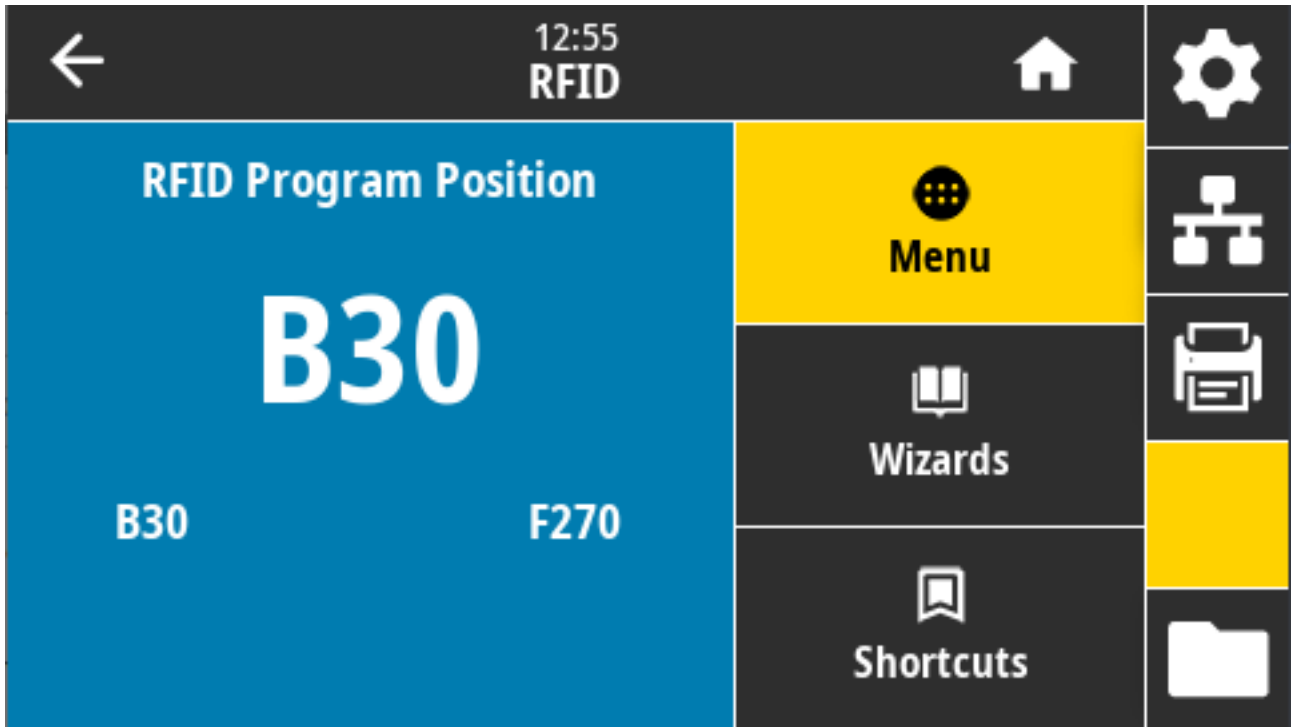 12:55
RFID
RFID Program Position
B30
B30 F270
Menu
Wizards
Shortcuts